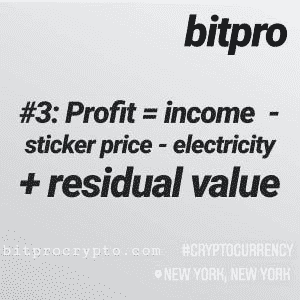 bitpro
#3: Profit = income -
sticker price - electricity
+ residual value
bitprocrypto.com
#CRYPTOCURRENCY
NEW YORK, NEW YORK